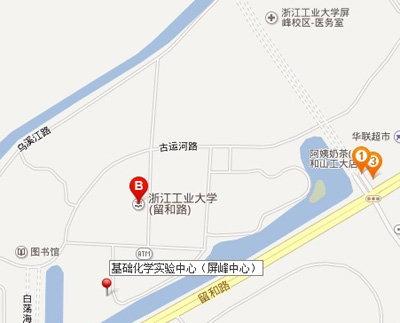 浙江工业大学屏
峰校区-医务室
华联超市
阿姨奶茶(
和山工大店
1
3
乌溪江路
古运河路
B
浙江工业大学
(留和路)
图书馆
ATM
基础化学实验中心（屏峰中心）
白荡海
留和路